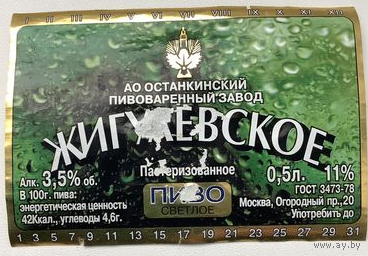 I II III IV V VI VII VIII IX X XI XII
АО ОСТАНКИНСКИЙ
ПИВОВАРЕННЫЙ ЗАВОД
ЖИГУЛЕВСКОЕ
Пастеризованное
Алк. 3,5% об.
В 100г. пива:
энергетическая ценность
42Ккал., углеводы 4,6г.
ПИВО
СВЕТЛОЕ
0,5л. 11%
ГОСТ 3473-78
Москва, Огородный пр.,20
Употребить до
1 3 5 7 9 11 13 15 17 19 21 23 25 27 29 31
www.ay.by